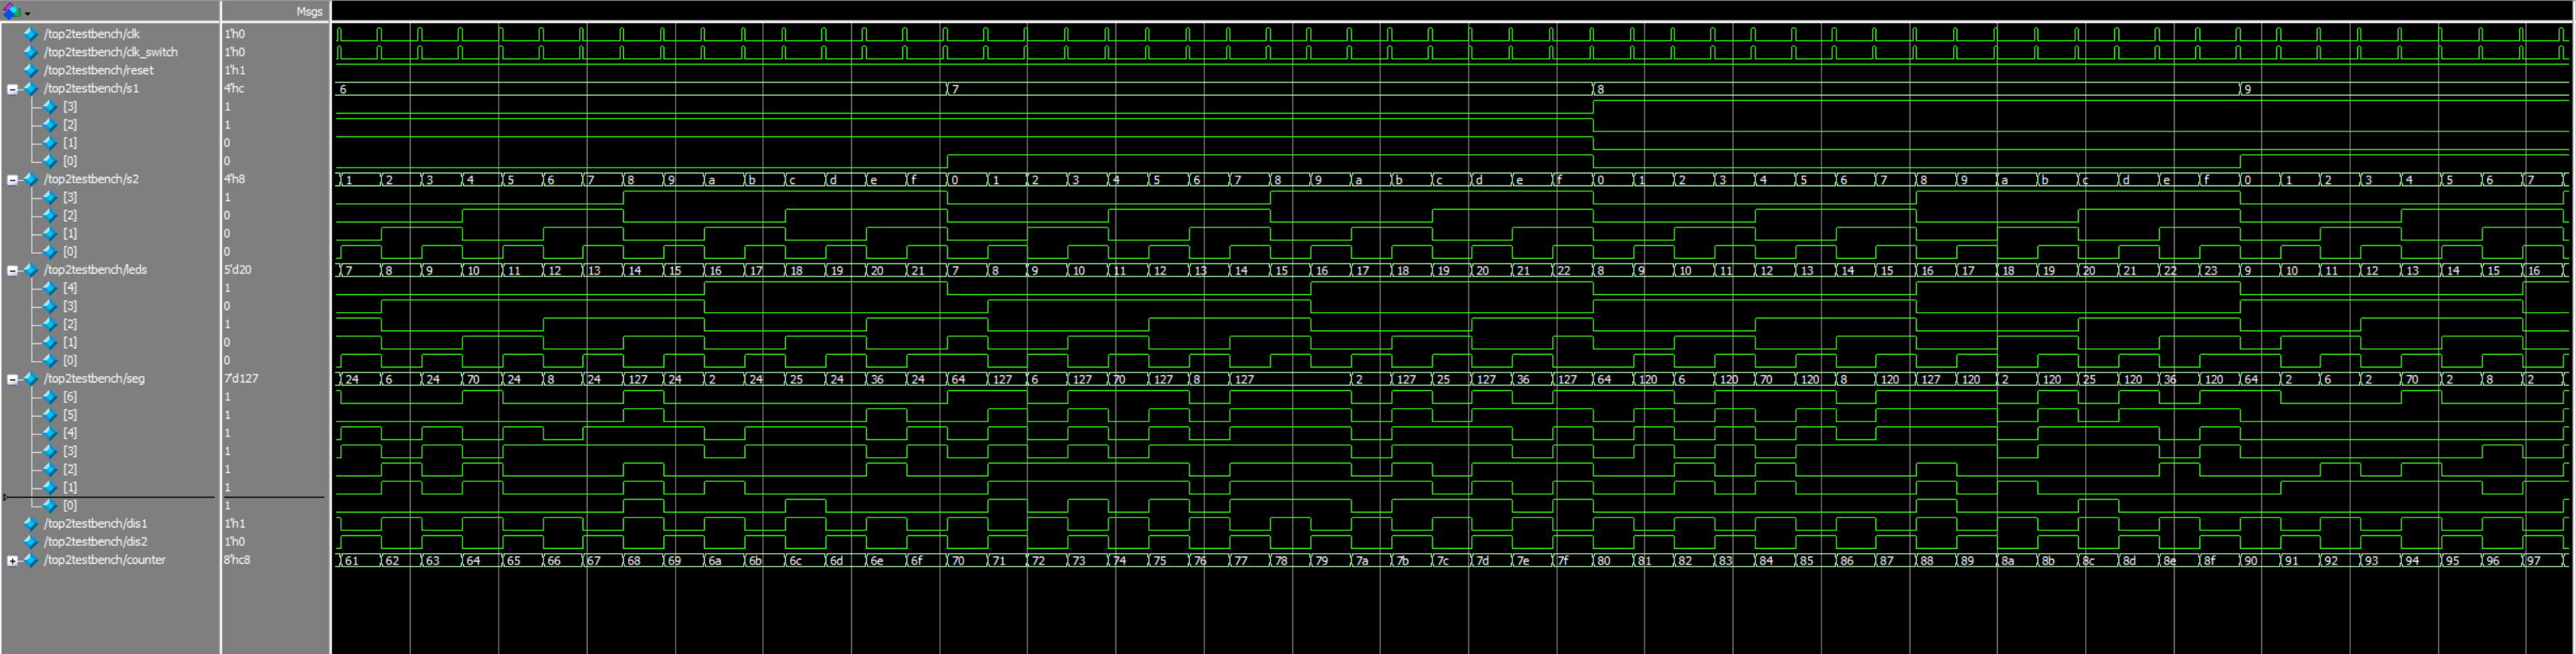 Msgs
/top2testbench/clk 1'h0
/top2testbench/clk_switch 1'h0
/top2testbench/reset 1'h1
/top2testbench/s1 4'hc 6 7 8 9
[3] 1
[2] 1
[1] 0
[0] 0
/top2testbench/s2 4'h8 1 2 3 4 5 6 7 8 9 a b c d e f 0 1 2 3 4 5 6 7 8 9 a b c d e f 0 1 2 3 4 5 6 7 8 9 a b c d e f 0 1 2 3 4 5 6 7
[3] 1
[2] 0
[1] 0
[0] 0
/top2testbench/leds 5'd20 7 8 9 10 11 12 13 14 15 16 17 18 19 20 21 7 8 9 10 11 12 13 14 15 16 17 18 19 20 21 22 8 9 10 11 12 13 14 15 16 17 18 19 20 21 22 23 9 10 11 12 13 14 15 16
[4] 1
[3] 0
[2] 1
[1] 0
[0] 0
/top2testbench/seg 7'd127 24 6 24 70 24 8 24 127 24 2 24 25 24 36 24 64 127 6 127 70 127 8 127 2 127 25 127 36 127 64 120 6 120 70 120 8 120 127 120 2 120 25 120 36 120 64 2 6 2 70 2 8 2
[6] 1
[5] 1
[4] 1
[3] 1
[2] 1
[1] 1
[0] 1
/top2testbench/dis1 1'h1
/top2testbench/dis2 1'h0
/top2testbench/counter 8'hc8 61 62 63 64 65 66 67 68 69 6a 6b 6c 6d 6e 6f 70 71 72 73 74 75 76 77 78 79 7a 7b 7c 7d 7e 7f 80 81 82 83 84 85 86 87 88 89 8a 8b 8c 8d 8e 8f 90 91 92 93 94 95 96 97